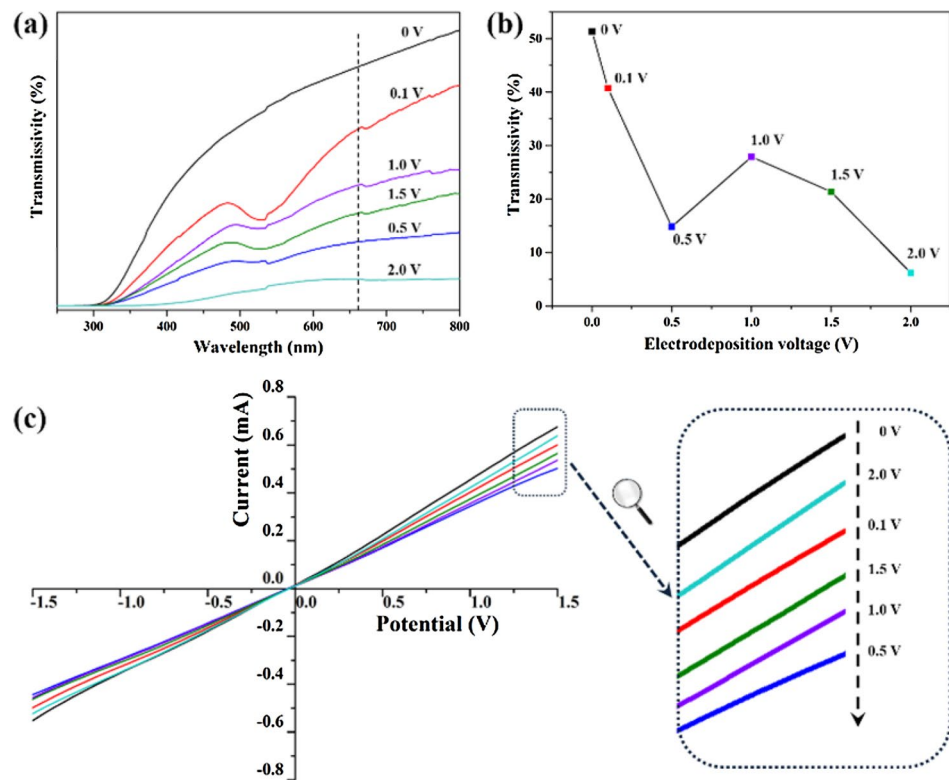 (a)
Transmissivity (%)
0 V
0.1 V
1.0 V
1.5 V
0.5 V
2.0 V
300 400 500 600 700 800
Wavelength (nm)
(b)
Transmissivity (%)
50
40
30
20
10
0
0 V
0.1 V
0.5 V
1.0 V
1.5 V
2.0 V
0.0 0.5 1.0 1.5 2.0
Electrodeposition voltage (V)
(c)
Current (mA)
0.8
0.6
0.4
0.2
0.0
-0.2
-0.4
-0.6
-0.8
-1.5 -1.0 -0.5 0.0 0.5 1.0 1.5
Potential (V)
0 V
2.0 V
0.1 V
1.5 V
1.0 V
0.5 V